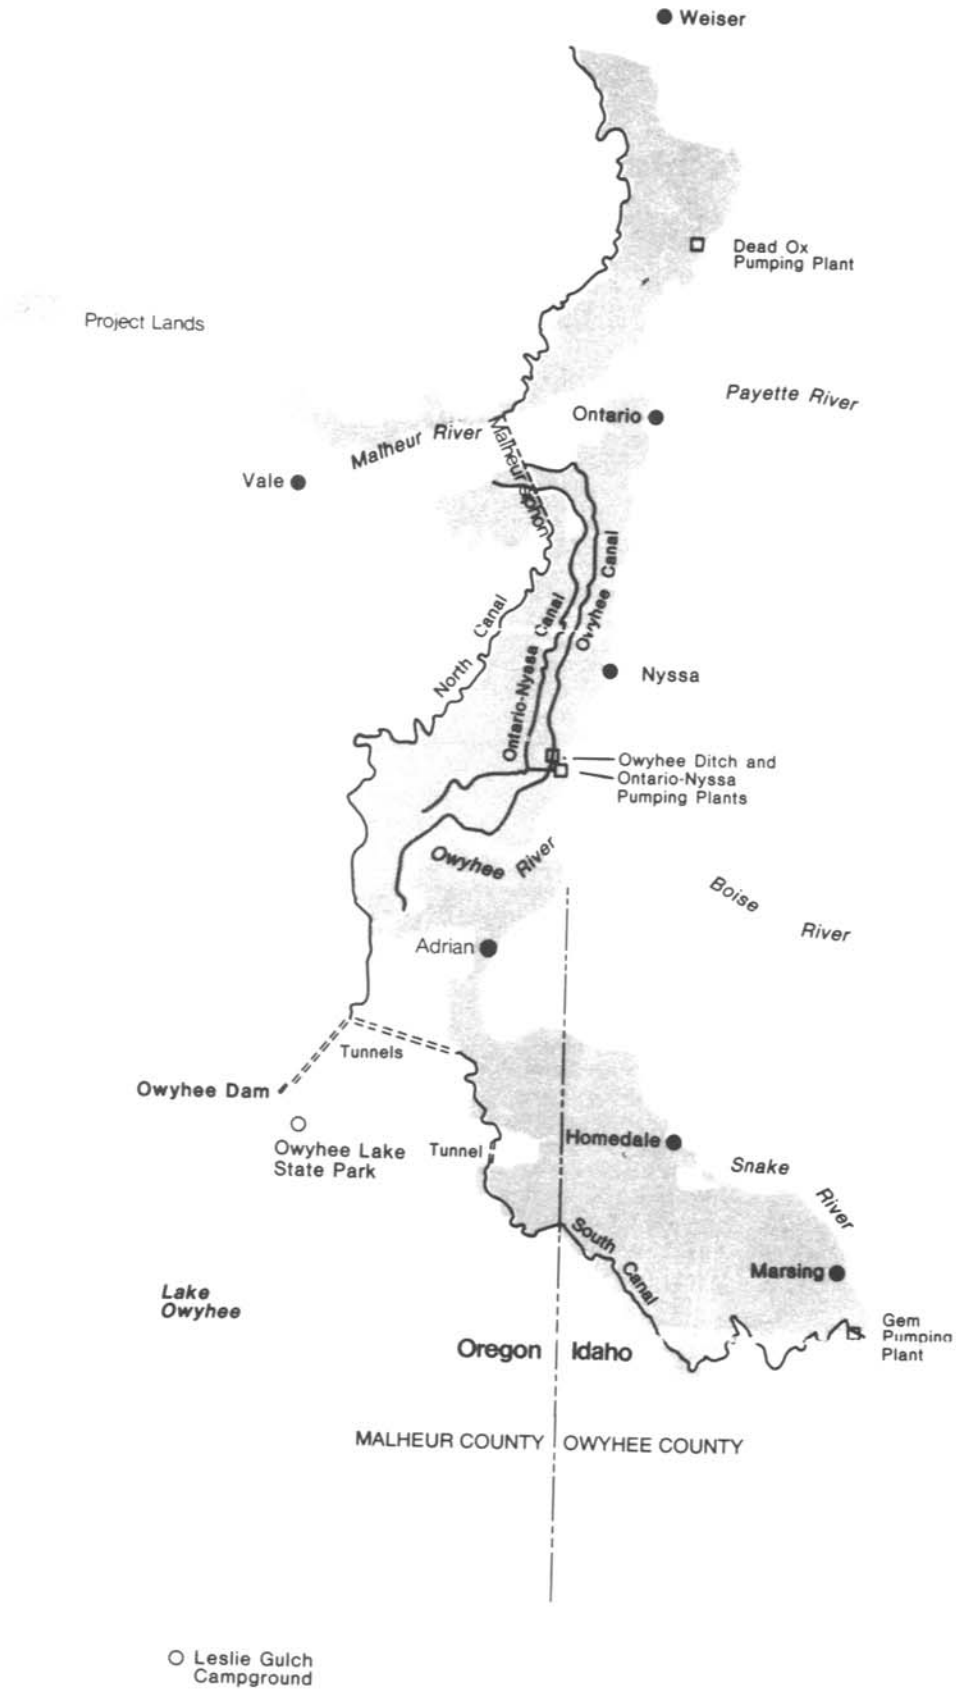 Weiser
Dead Ox
Pumping Plant
Project Lands
Payette River
Ontario
Malheur River
Malheur Siphon
Vale
Owyhee Canal
Ontario-Nyssa Canal
North Canal
Nyssa
Owyhee Ditch and
Ontario-Nyssa
Pumping Plants
Owyhee River
Boise River
Adrian
Tunnels
Owyhee Dam
Homedale
Owyhee Lake
State Park
Tunnel
Snake River
South Canal
Marsing
Lake
Owyhee
Gem
Pumping
Plant
Oregon Idaho
MALHEUR COUNTY OWYHEE COUNTY
Leslie Gulch
Campground